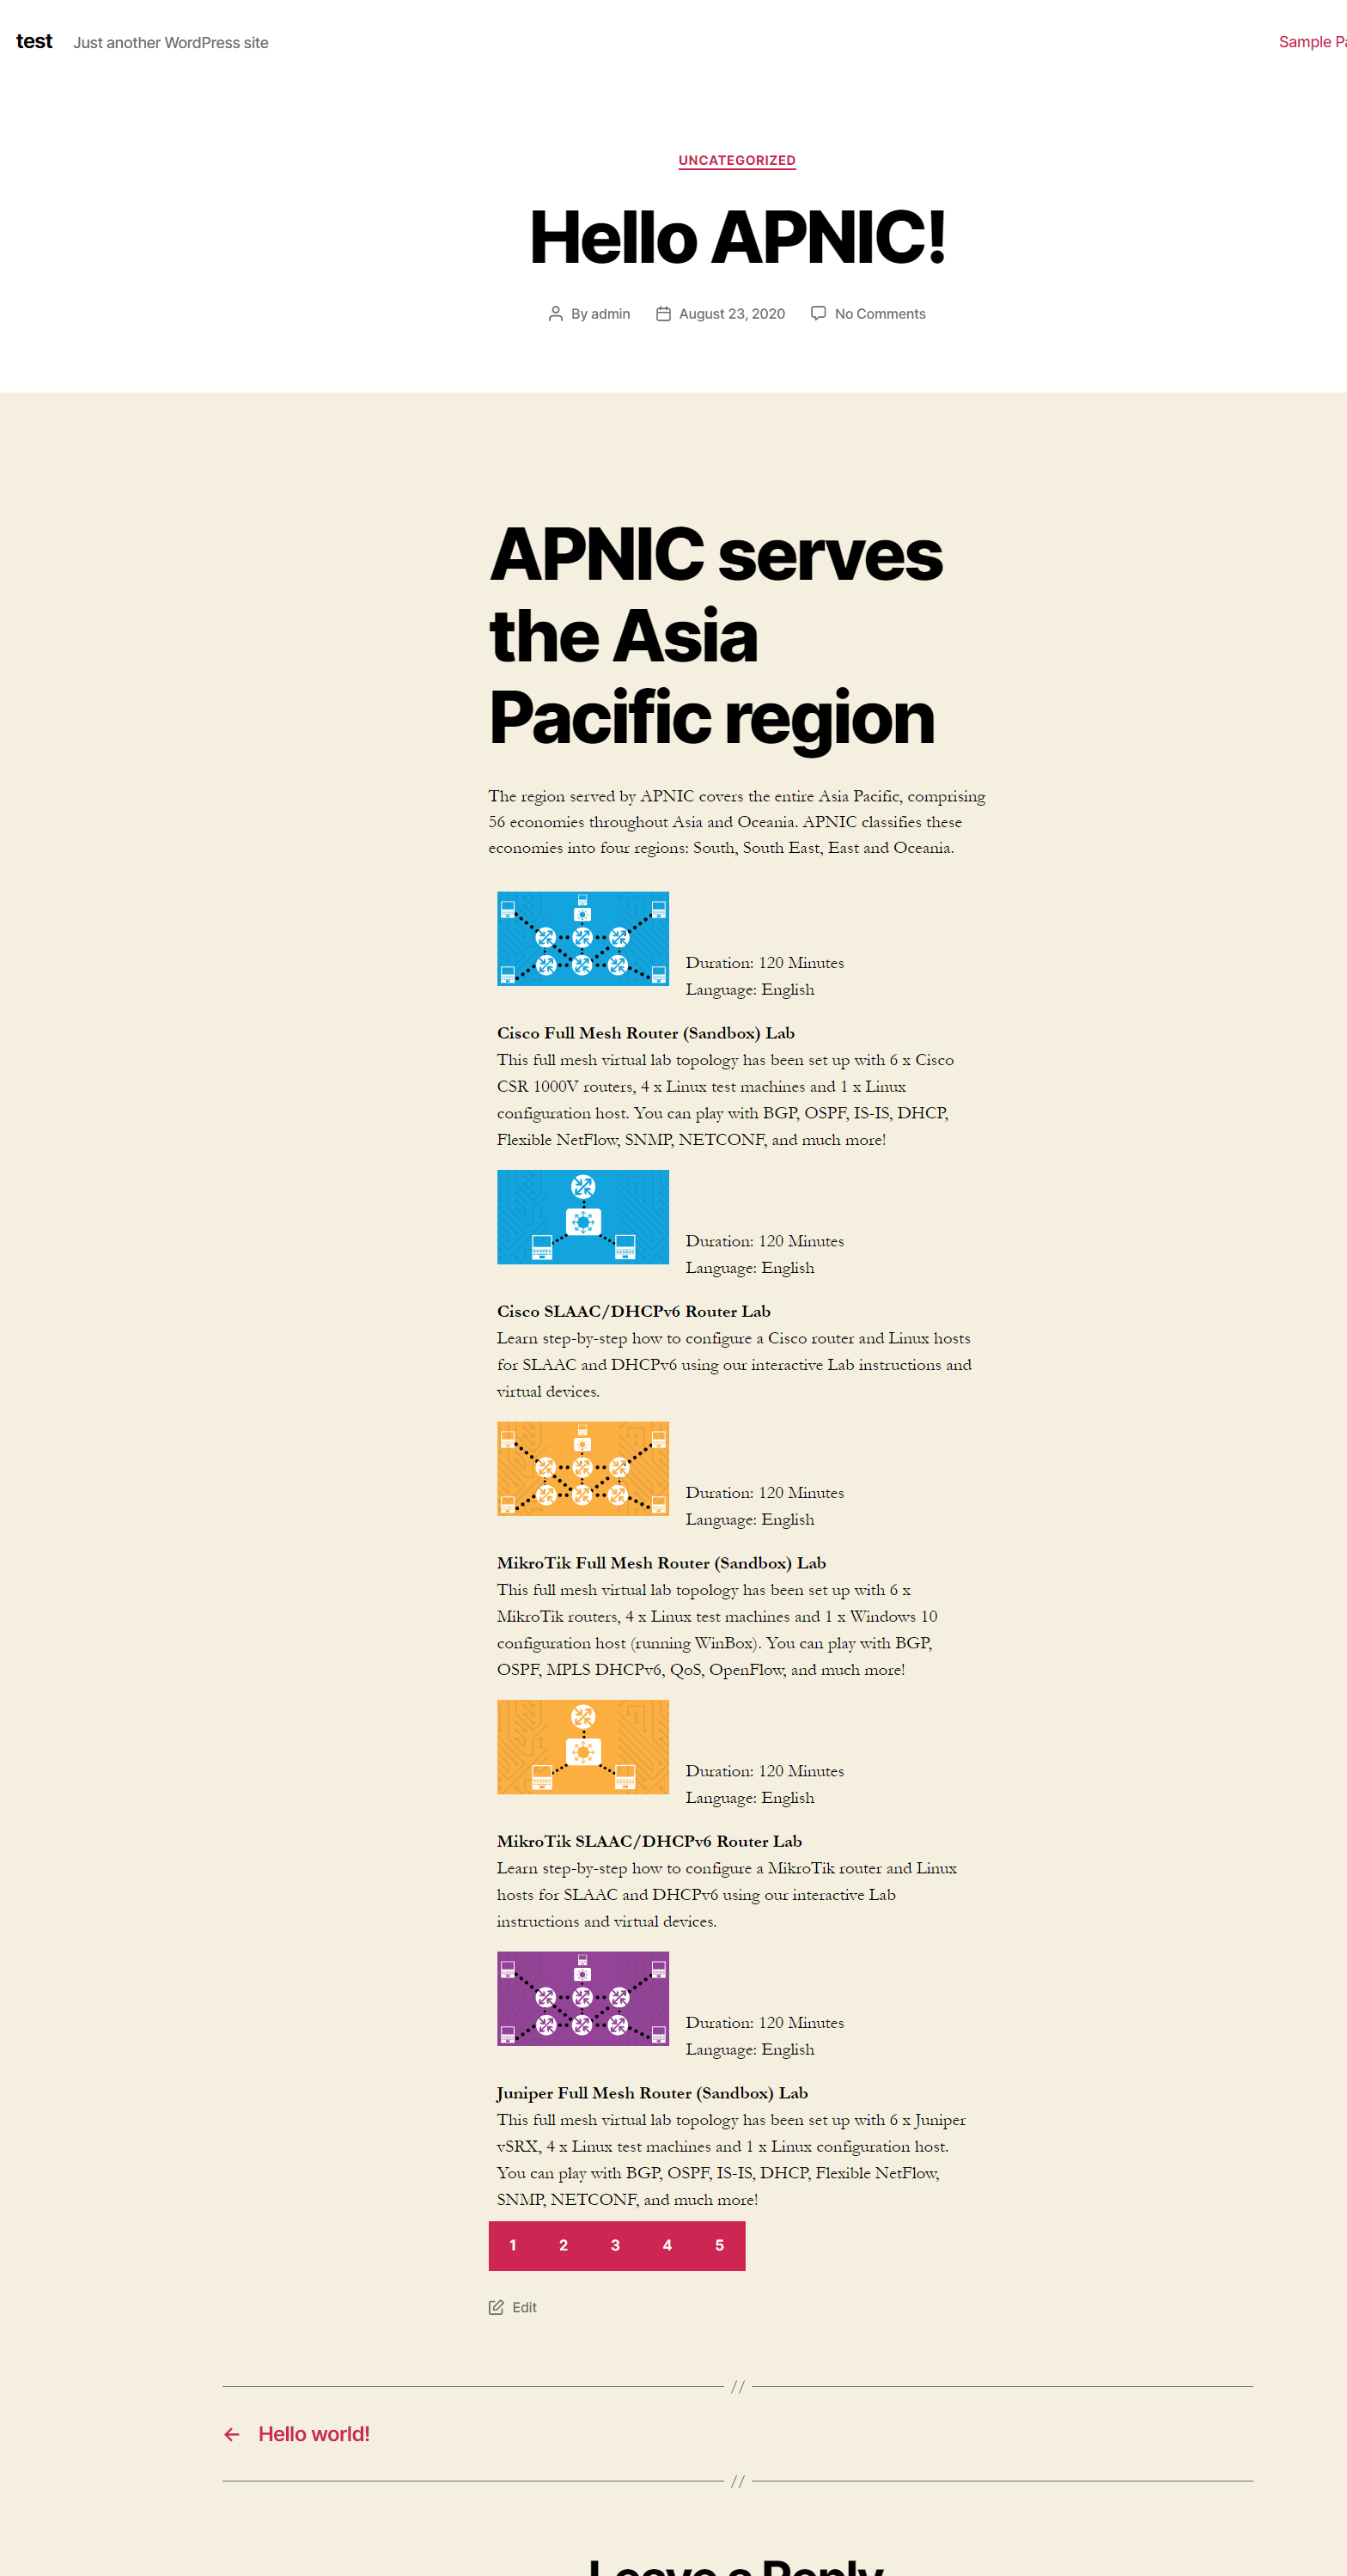 test Just another WordPress site Sample Pa
UNCATEGORIZED
Hello APNIC!
By admin August 23, 2020 No Comments
APNIC serves
the Asia
Pacific region
The region served by APNIC covers the entire Asia Pacific, comprising
56 economies throughout Asia and Oceania. APNIC classifies these
economies into four regions: South, South East, East and Oceania.
Duration: 120 Minutes
Language: English
Cisco Full Mesh Router (Sandbox) Lab
This full mesh virtual lab topology has been set up with 6 x Cisco
CSR 1000V routers, 4 x Linux test machines and 1 x Linux
configuration host. You can play with BGP, OSPF, IS-IS, DHCP,
Flexible NetFlow, SNMP, NETCONF, and much more!
Duration: 120 Minutes
Language: English
Cisco SLAAC/DHCPv6 Router Lab
Learn step-by-step how to configure a Cisco router and Linux hosts
for SLAAC and DHCPv6 using our interactive Lab instructions and
virtual devices.
Duration: 120 Minutes
Language: English
MikroTik Full Mesh Router (Sandbox) Lab
This full mesh virtual lab topology has been set up with 6 x
MikroTik routers, 4 x Linux test machines and 1 x Windows 10
configuration host (running WinBox). You can play with BGP,
OSPF, MPLS DHCPv6, QoS, OpenFlow, and much more!
Duration: 120 Minutes
Language: English
MikroTik SLAAC/DHCPv6 Router Lab
Learn step-by-step how to configure a MikroTik router and Linux
hosts for SLAAC and DHCPv6 using our interactive Lab
instructions and virtual devices.
Duration: 120 Minutes
Language: English
Juniper Full Mesh Router (Sandbox) Lab
This full mesh virtual lab topology has been set up with 6 x Juniper
vSRX, 4 x Linux test machines and 1 x Linux configuration host.
You can play with BGP, OSPF, IS-IS, DHCP, Flexible NetFlow,
SNMP, NETCONF, and much more!
1 2 3 4 5
Edit
//
← Hello world!
//
Leave a Reply